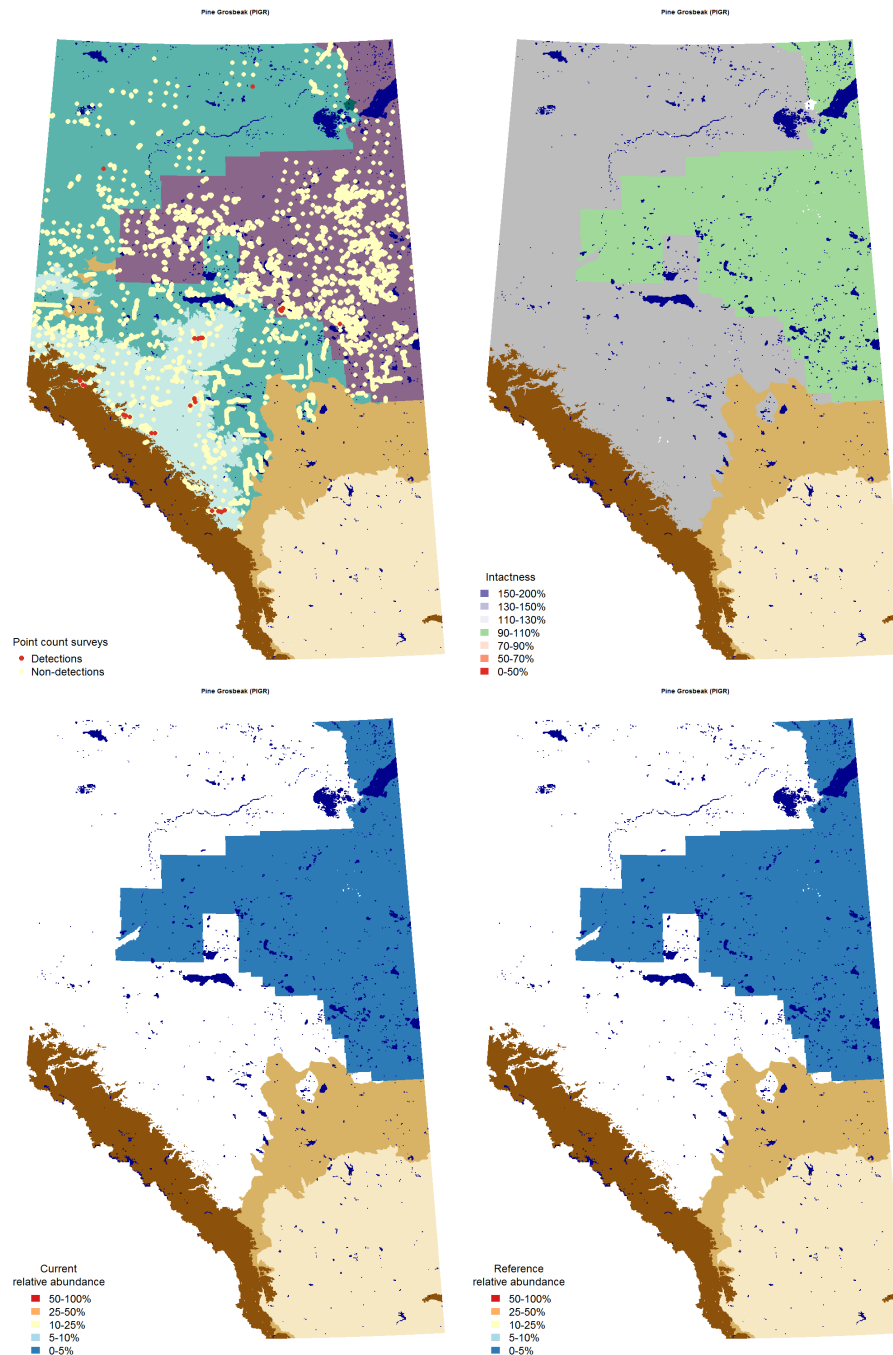 Pine Grosbeak (PIGR)
Point count surveys
Detections
Non-detections
Pine Grosbeak (PIGR)
Intactness
150-200%
130-150%
110-130%
90-110%
70-90%
50-70%
0-50%
Pine Grosbeak (PIGR)
Current
relative abundance
50-100%
25-50%
10-25%
5-10%
0-5%
Pine Grosbeak (PIGR)
Reference
relative abundance
50-100%
25-50%
10-25%
5-10%
0-5%